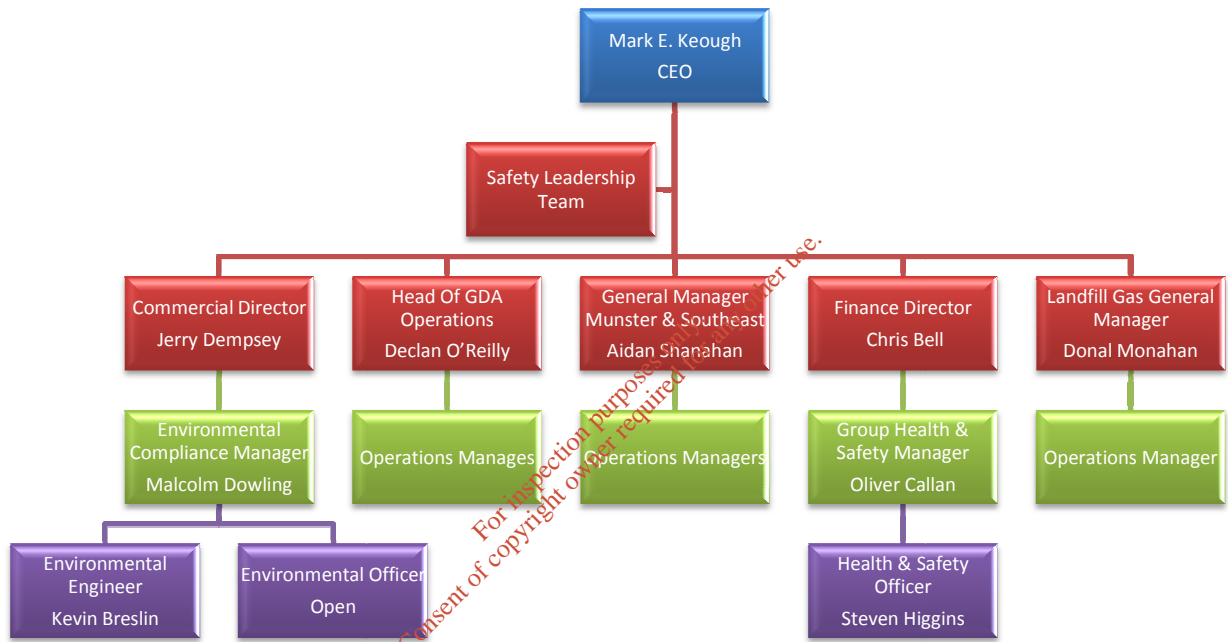 Mark E. Keough
CEO
Safety Leadership
Team
Commercial Director
Jerry Dempsey
Head Of GDA
Operations
Declan O’Reilly
General Manager
Munster & Southeast
Aidan Shanahan
Finance Director
Chris Bell
Landfill Gas General
Manager
Donal Monahan
Environmental
Compliance Manager
Malcolm Dowling
Operations Manages
Operations Managers
Group Health &
Safety Manager
Oliver Callan
Operations Manager
Environmental
Engineer
Kevin Breslin
Environmental Officer
Open
Health & Safety
Officer
Steven Higgins
For inspection purposes only.
Consent of copyright owner required for any other use.